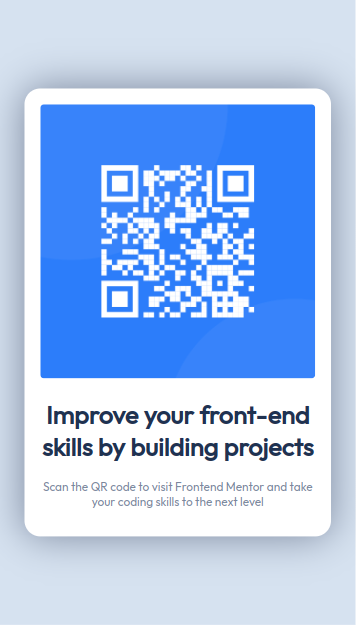 Improve your front-end
skills by building projects
Scan the QR code to visit Frontend Mentor and take
your coding skills to the next level